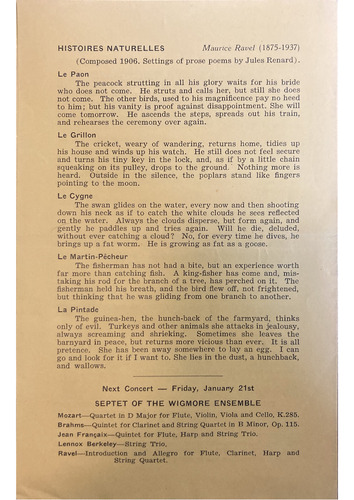 HISTOIRES NATURELLES Maurice Ravel (1875-1937)
(Composed 1906. Settings of prose poems by Jules Renard).
Le Paon
The peacock strutting in all his glory waits for his bride
who does not come. He struts and calls her, but still she does
not come. The other birds, used to his magnificence pay no heed
to him; but his vanity is proof against disappointment. She will
come tomorrow. He ascends the steps, spreads out his train,
and rehearses the ceremony over again.
Le Grillon
The cricket, weary of wandering, returns home, tidies up
his house and winds up his watch. He still does not feel secure
and turns his tiny key in the lock, and, as if by a little chain
squeaking on its pulley, drops to the ground. Nothing more is
heard. Outside in the silence, the poplars stand like fingers
pointing to the moon.
Le Cygne
The swan glides on the water, every now and then shooting
down his neck as if to catch the white clouds he sees reflected
on the water. Always the clouds disperse, but form again, and
gently he paddles up and tries again. Will he die, deluded,
without ever catching a cloud? No, for every time he dives, he
brings up a fat worm. He is growing as fat as a goose.
Le Martin-Pêcheur
The fisherman has not had a bite, but an experience worth
far more than catching fish. A king-fisher has come and, mis-
taking his rod for the branch of a tree, has perched on it. The
fisherman held his breath, and the bird flew off, not frightened,
but thinking that he was gliding from one branch to another.
La Pintade
The guinea-hen, the hunch-back of the farmyard, thinks
only of evil. Turkeys and other animals she attacks in jealousy,
always screaming and shrieking. Sometimes she leaves the
barnyard in peace, but returns more vicious than ever. It is all
pretence. She has been away somewhere to lay an egg. I can
go and look for it if I want to. She lies in the dust, a hunchback,
and wallows.
Next Concert — Friday, January 21st
SEPTET OF THE WIGMORE ENSEMBLE
Mozart—Quartet in D Major for Flute, Violin, Viola and Cello, K.285.
Brahms—Quintet for Clarinet and String Quartet in B Minor, Op. 115.
Jean Françaix—Quintet for Flute, Harp and String Trio.
Lennox Berkeley—String Trio.
Ravel—Introduction and Allegro for Flute, Clarinet, Harp and
String Quartet.